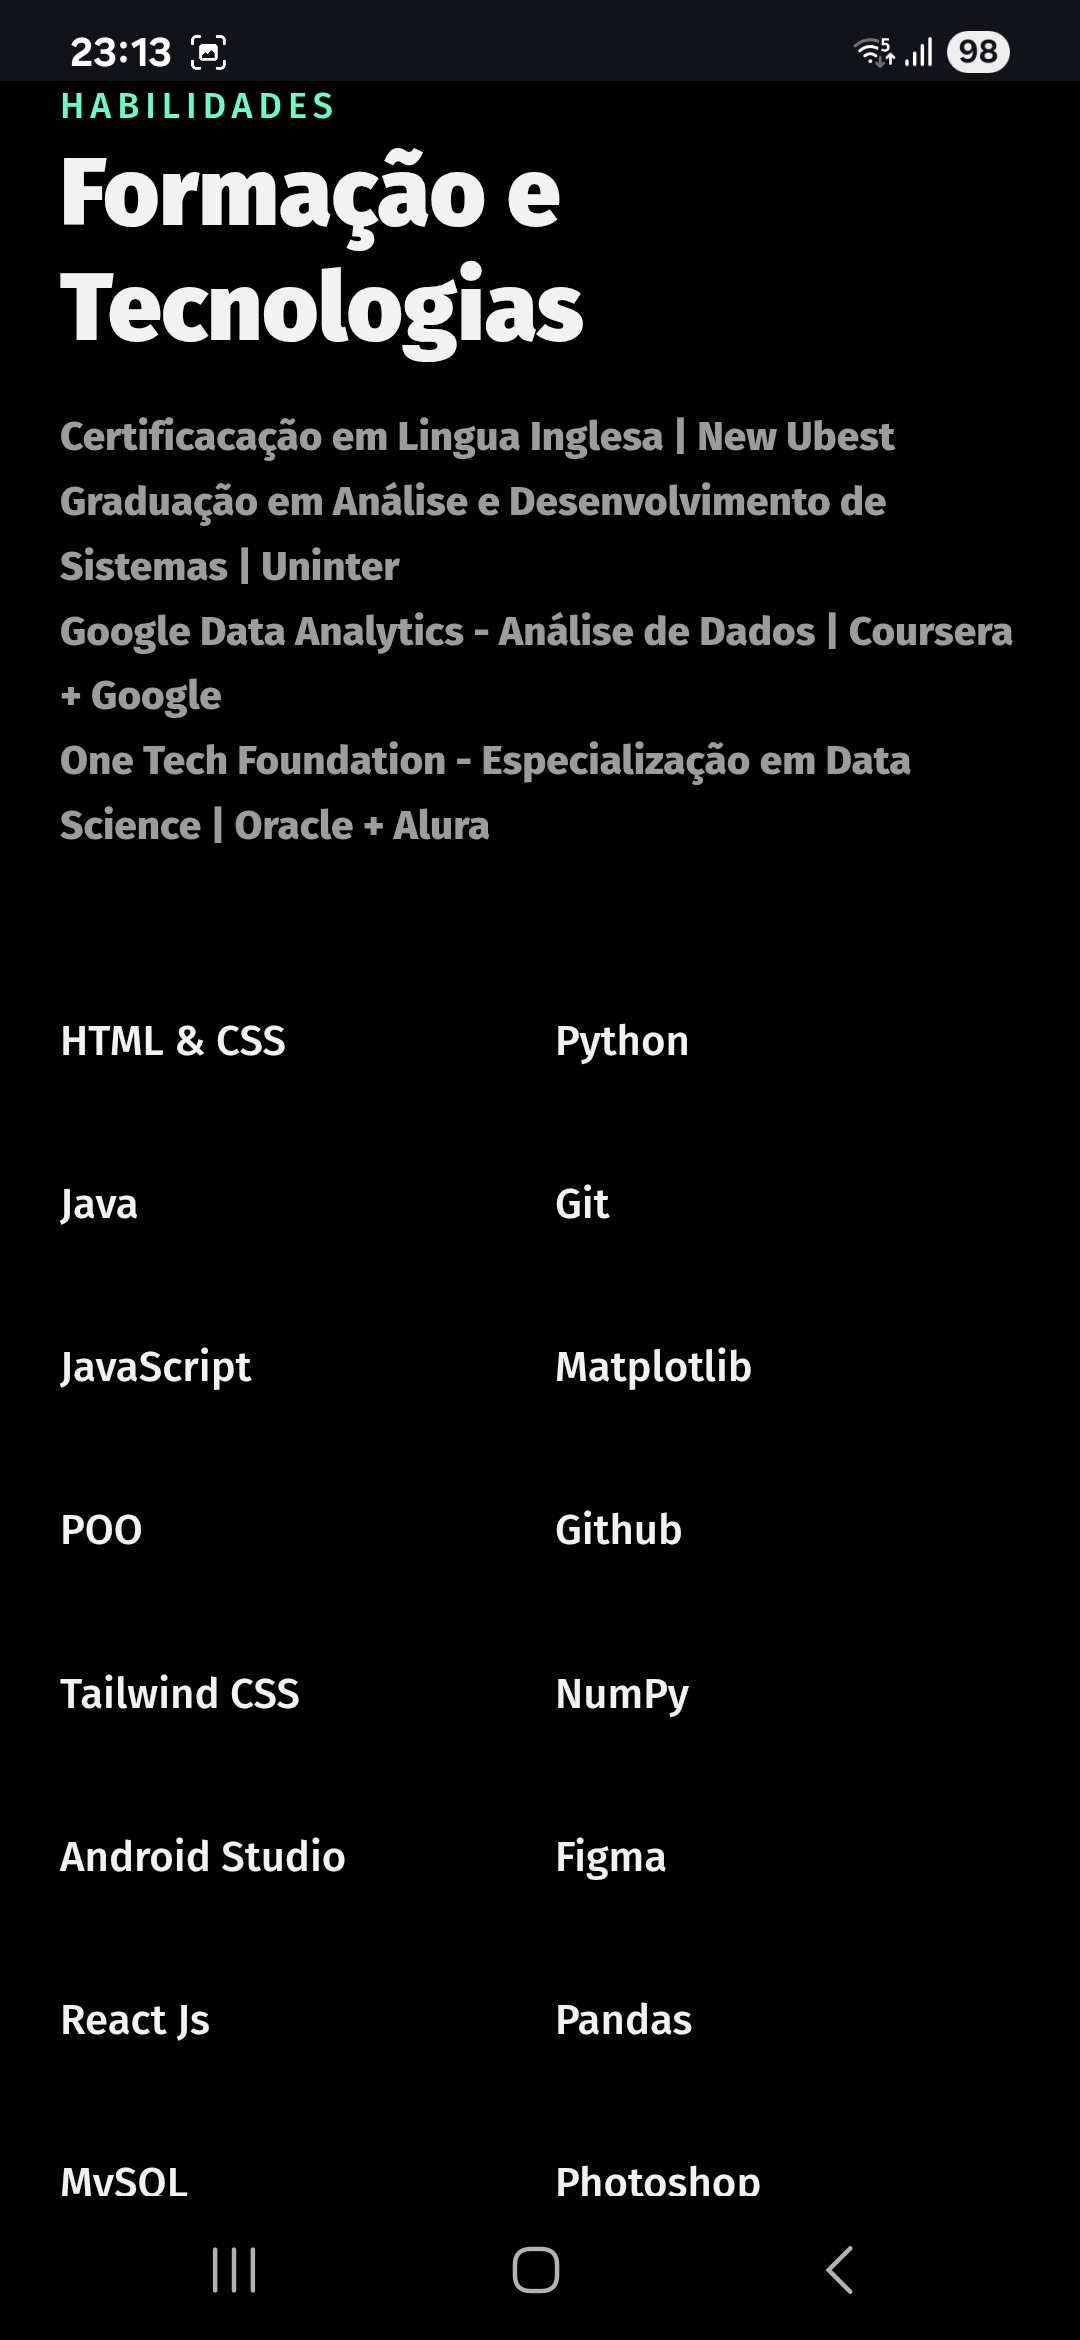 23:13
5
98
HABILIDADES
Formação e
Tecnologias
Certificacação em Lingua Inglesa | New Ubest
Graduação em Análise e Desenvolvimento de
Sistemas | Uninter
Google Data Analytics - Análise de Dados | Coursera
+ Google
One Tech Foundation - Especialização em Data
Science | Oracle + Alura
HTML & CSS
Python
Java
Git
JavaScript
Matplotlib
POO
Github
Tailwind CSS
NumPy
Android Studio
Figma
React Js
Pandas
MySQL
Photoshop